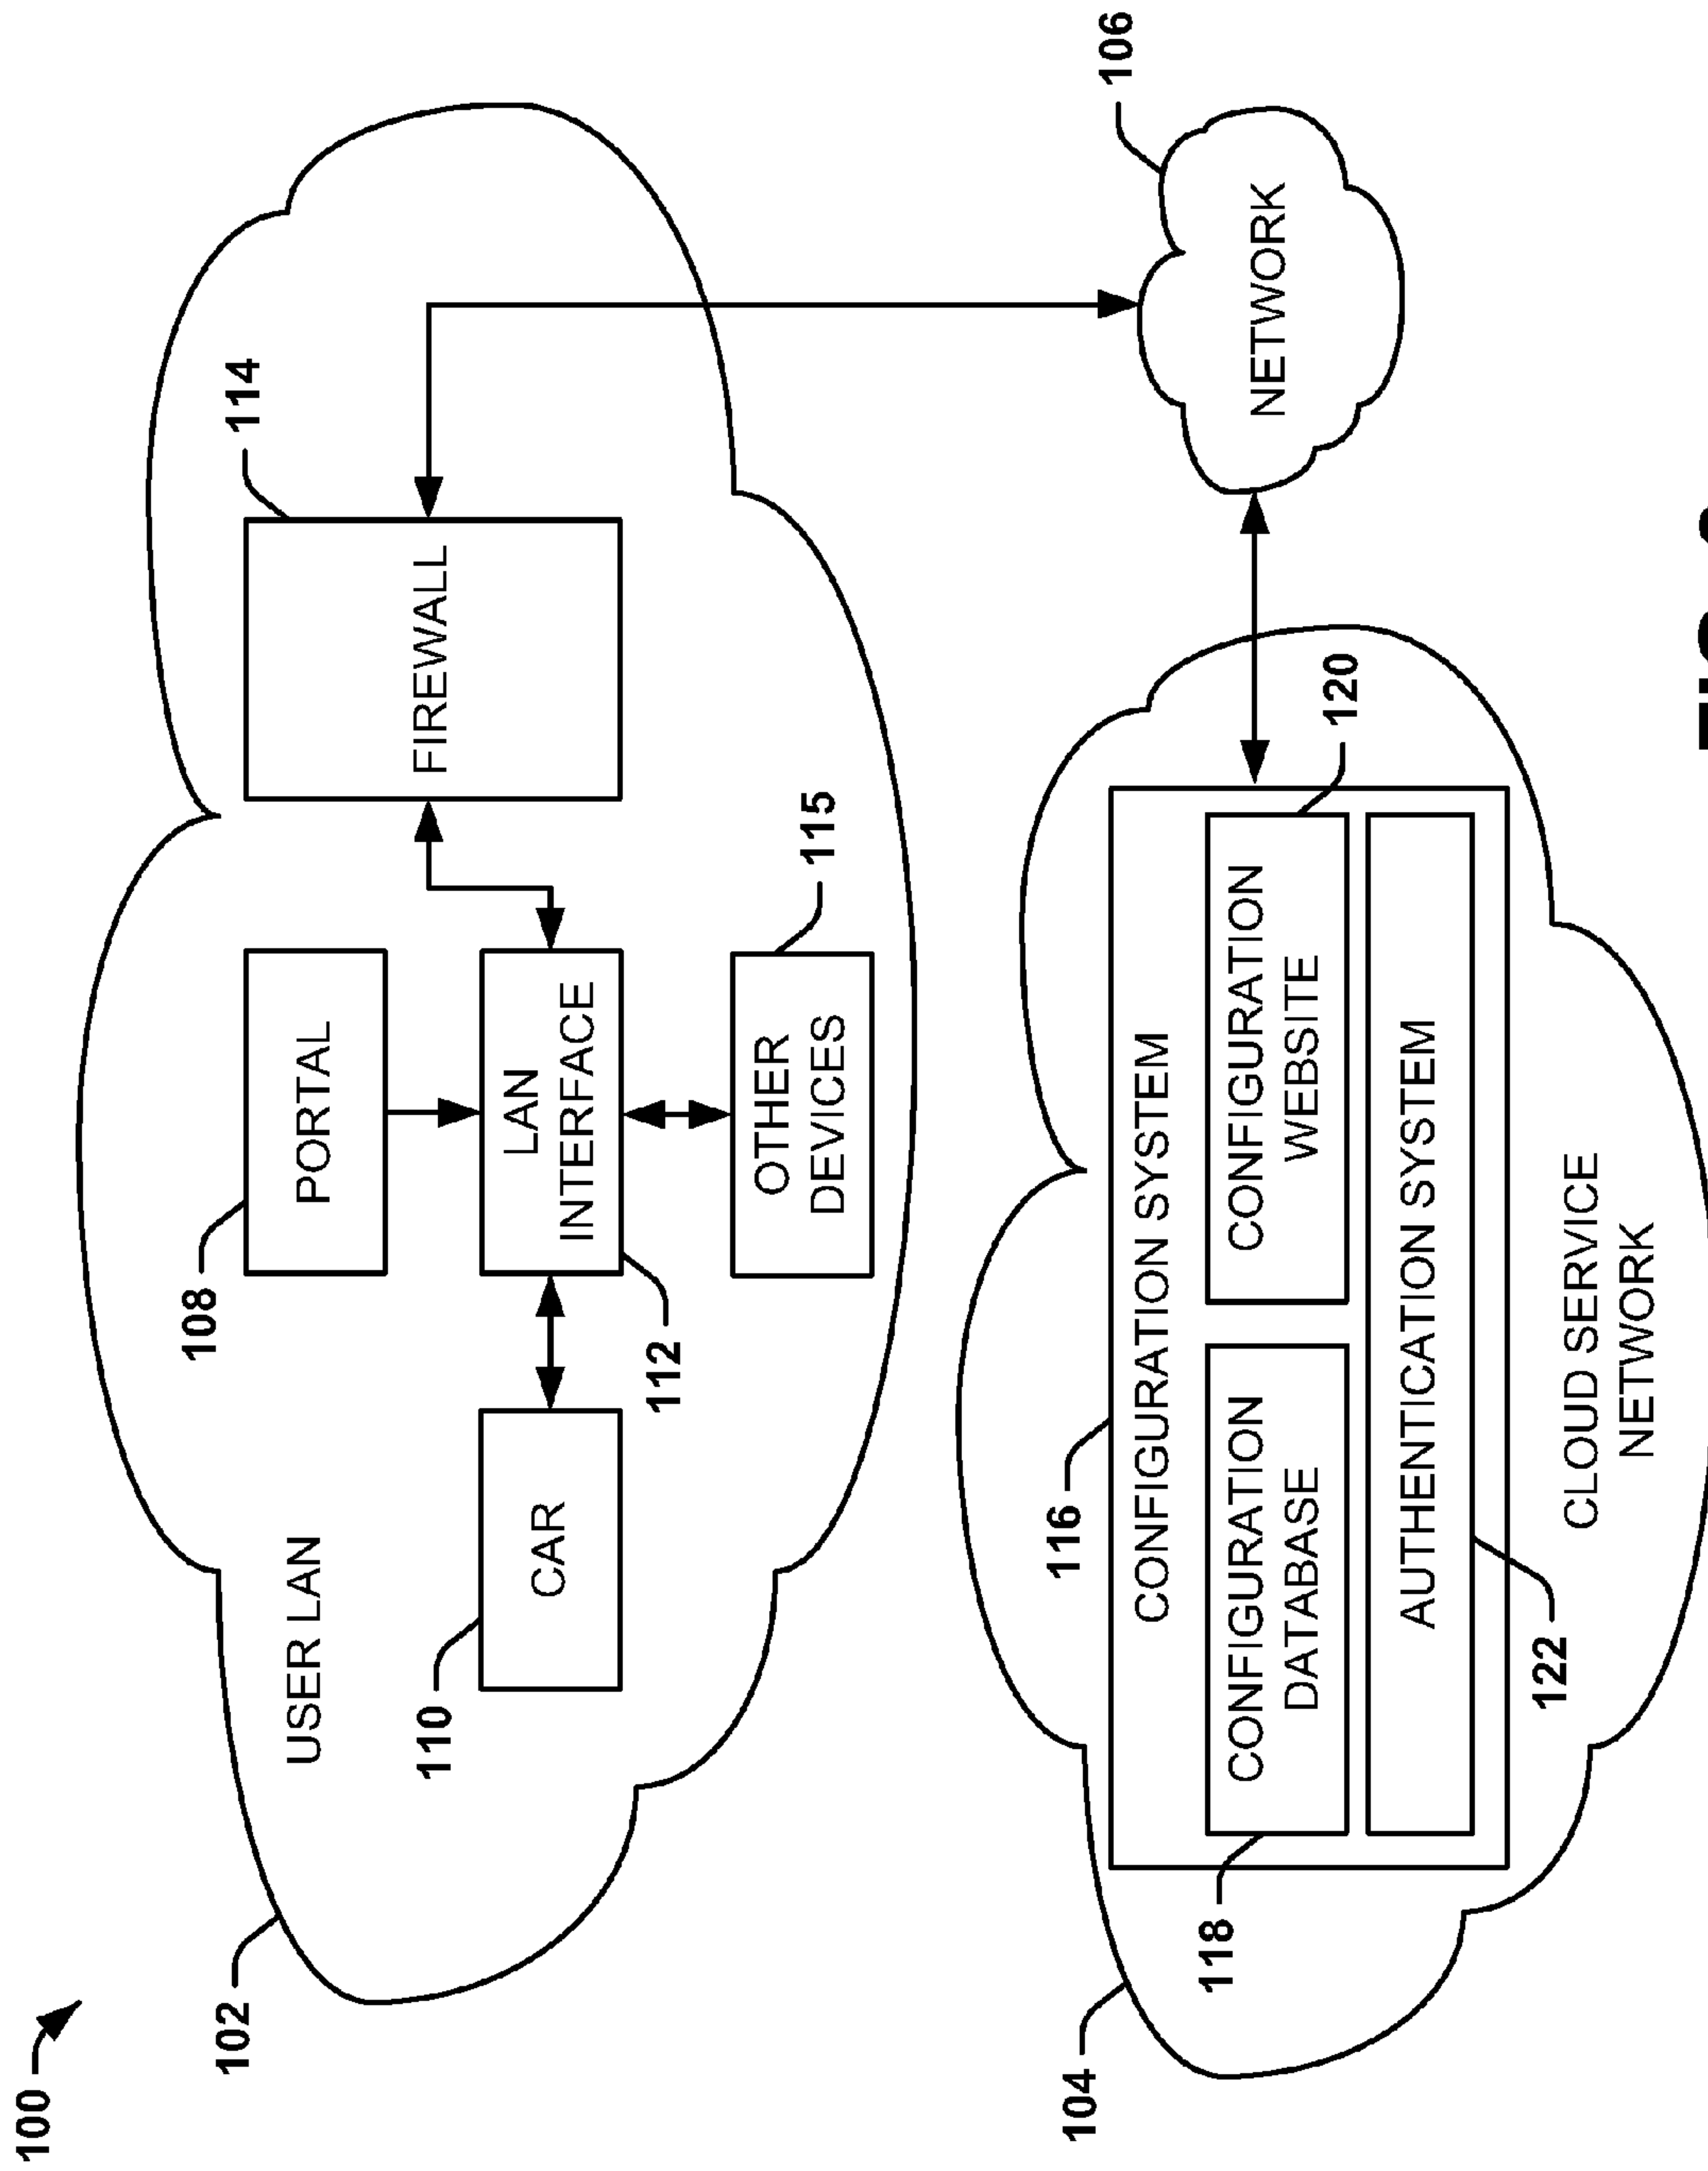 100
102
USER LAN
108
PORTAL
114
110
CAR
LAN
INTERFACE
FIREWALL
112
OTHER
DEVICES
115
106
NETWORK
104
116
CONFIGURATION SYSTEM
118
CONFIGURATION
DATABASE
CONFIGURATION
WEBSITE
120
AUTHENTICATION SYSTEM
122
CLOUD SERVICE
NETWORK